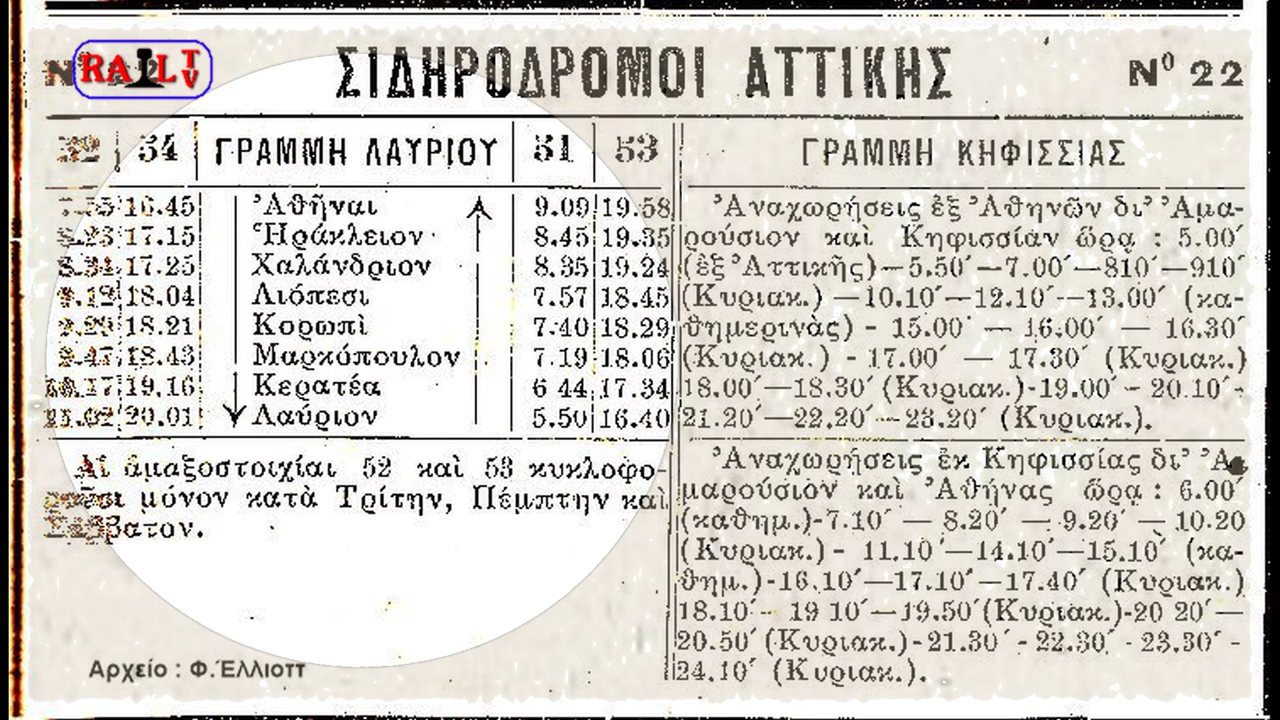 RAIL TV
ΣΙΔΗΡΟΔΡΟΜΟΙ ΑΤΤΙΚΗΣ
Nº 22
54 ΓΡΑΜΜΗ ΛΑΥΡΙΟΥ 51 53
16.45 Ἀθῆναι 9.09 19.58
17.15 Ἡράκλειον 8.45 19.35
17.25 Χαλάνδριον 8.35 19.24
18.04 Λιόπεσι 7.57 18.45
18.21 Κορωπὶ 7.40 18.29
18.43 Μαρκόπουλον 7.19 18.06
19.16 Κερατέα 6 44 17.34
20.01 Λαύριον 5.50 16.40
Αἱ ἁμαξοστοιχίαι 52 καὶ 53 κυκλοφο-
μόνον κατὰ Τρίτην, Πέμπτην καὶ
Σάββατον.
ΓΡΑΜΜΗ ΚΗΦΙΣΣΙΑΣ
Ἀναχωρήσεις ἐξ Ἀθηνῶν δι' Ἀμα-
ρούσιον καὶ Κηφισσίαν ὥρα : 5.00′
(ἐξ Ἀττικῆς)—5.50′—7.00′—810′—910′
(Κυριακ.) —10.10′—12.10′—13.00′ (κα-
θημερινὰς) - 15.00′ — 16.00′ — 16.30′
(Κυριακ.) - 17.00′ — 17.30′ (Κυριακ.)
18.00′—18.30′ (Κυριακ.)-19.00′ - 20.10′-
21.20′—22.20′ -23.20′ (Κυριακ.).
Ἀναχωρήσεις ἐκ Κηφισσίας δι' Ἀ-
μαρούσιον καὶ Ἀθήνας ὥρα : 6.00′
(καθημ.)-7.10′ — 8.20′ — 9.20′ — 10.20
(Κυριακ.) - 11.10′—14.10′—15.10′ (κα-
θημ.)-16.10′—17.10′—17.40′ (Κυριακ.)
18.10′- 19 10′—19.50′(Κυριακ.)-20 20′—
20.50′ (Κυριακ.)-21.30′ - 22.30′ - 23.30′ -
24.10′ (Κυριακ.).
Αρχείο : Φ.Έλλιοττ